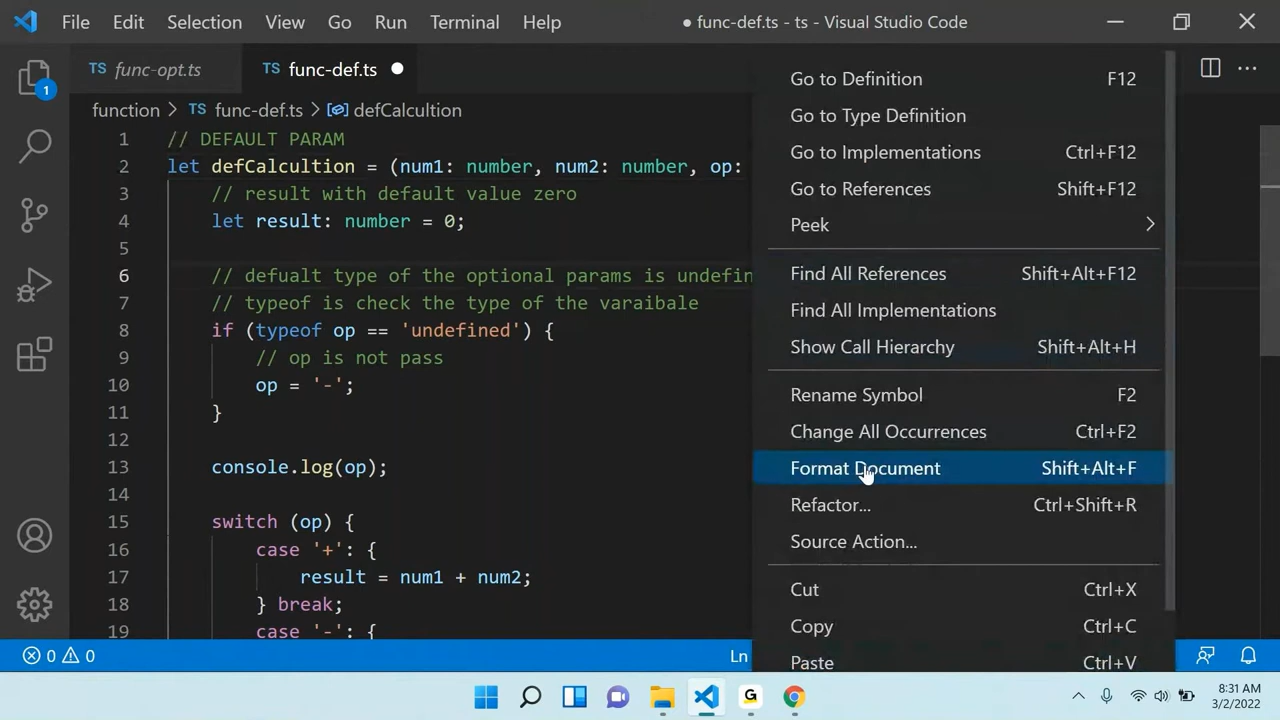 File Edit Selection View Go Run Terminal Help ● func-def.ts - ts - Visual Studio Code
TS func-opt.ts TS func-def.ts
function > TS func-def.ts > defCalcultion
1 // DEFAULT PARAM
2 let defCalcultion = (num1: number, num2: number, op:
3 // result with default value zero
4 let result: number = 0;
5
6 // defualt type of the optional params is undefin
7 // typeof is check the type of the varaibale
8 if (typeof op == 'undefined') {
9 // op is not pass
10 op = '-';
11 }
12
13 console.log(op);
14
15 switch (op) {
16 case '+': {
17 result = num1 + num2;
18 } break;
19 case '-': {
Go to Definition F12
Go to Type Definition
Go to Implementations Ctrl+F12
Go to References Shift+F12
Peek
Find All References Shift+Alt+F12
Find All Implementations
Show Call Hierarchy Shift+Alt+H
Rename Symbol F2
Change All Occurrences Ctrl+F2
Format Document Shift+Alt+F
Refactor... Ctrl+Shift+R
Source Action...
Cut Ctrl+X
Copy Ctrl+C
Paste Ctrl+V
1
0 0 Ln
G
8:31 AM
3/2/2022